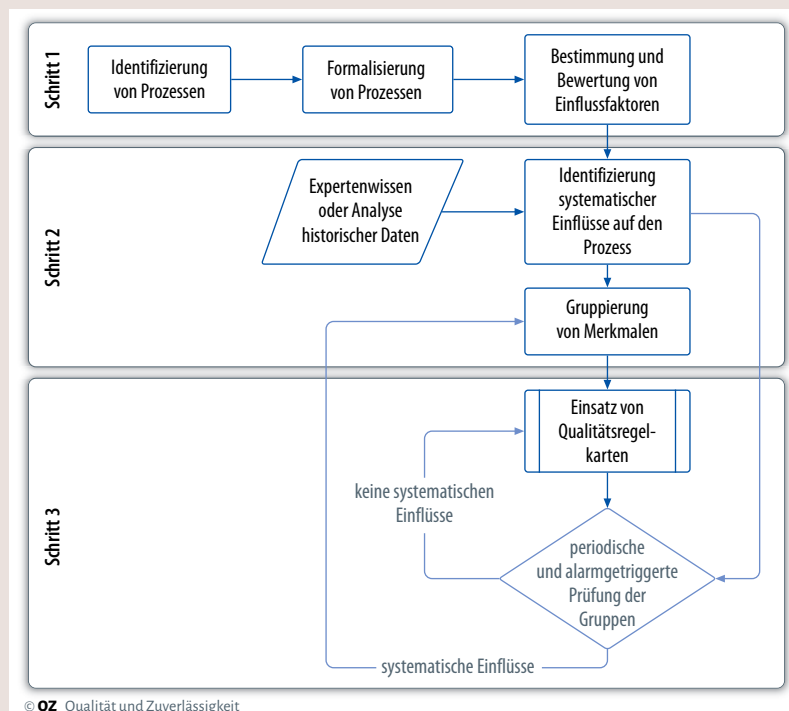 Schritt 1
Identifizierung
von Prozessen
Formalisierung
von Prozessen
Bestimmung und
Bewertung von
Einflussfaktoren
Schritt 2
Expertenwissen
oder Analyse
historischer Daten
Identifizierung
systematischer
Einflüsse auf den
Prozess
Gruppierung
von Merkmalen
Schritt 3
Einsatz von
Qualitätsregel-
karten
keine systematischen
Einflüsse
periodische
und alarmgetriggerte
Prüfung der
Gruppen
systematische Einflüsse
© QZ Qualität und Zuverlässigkeit